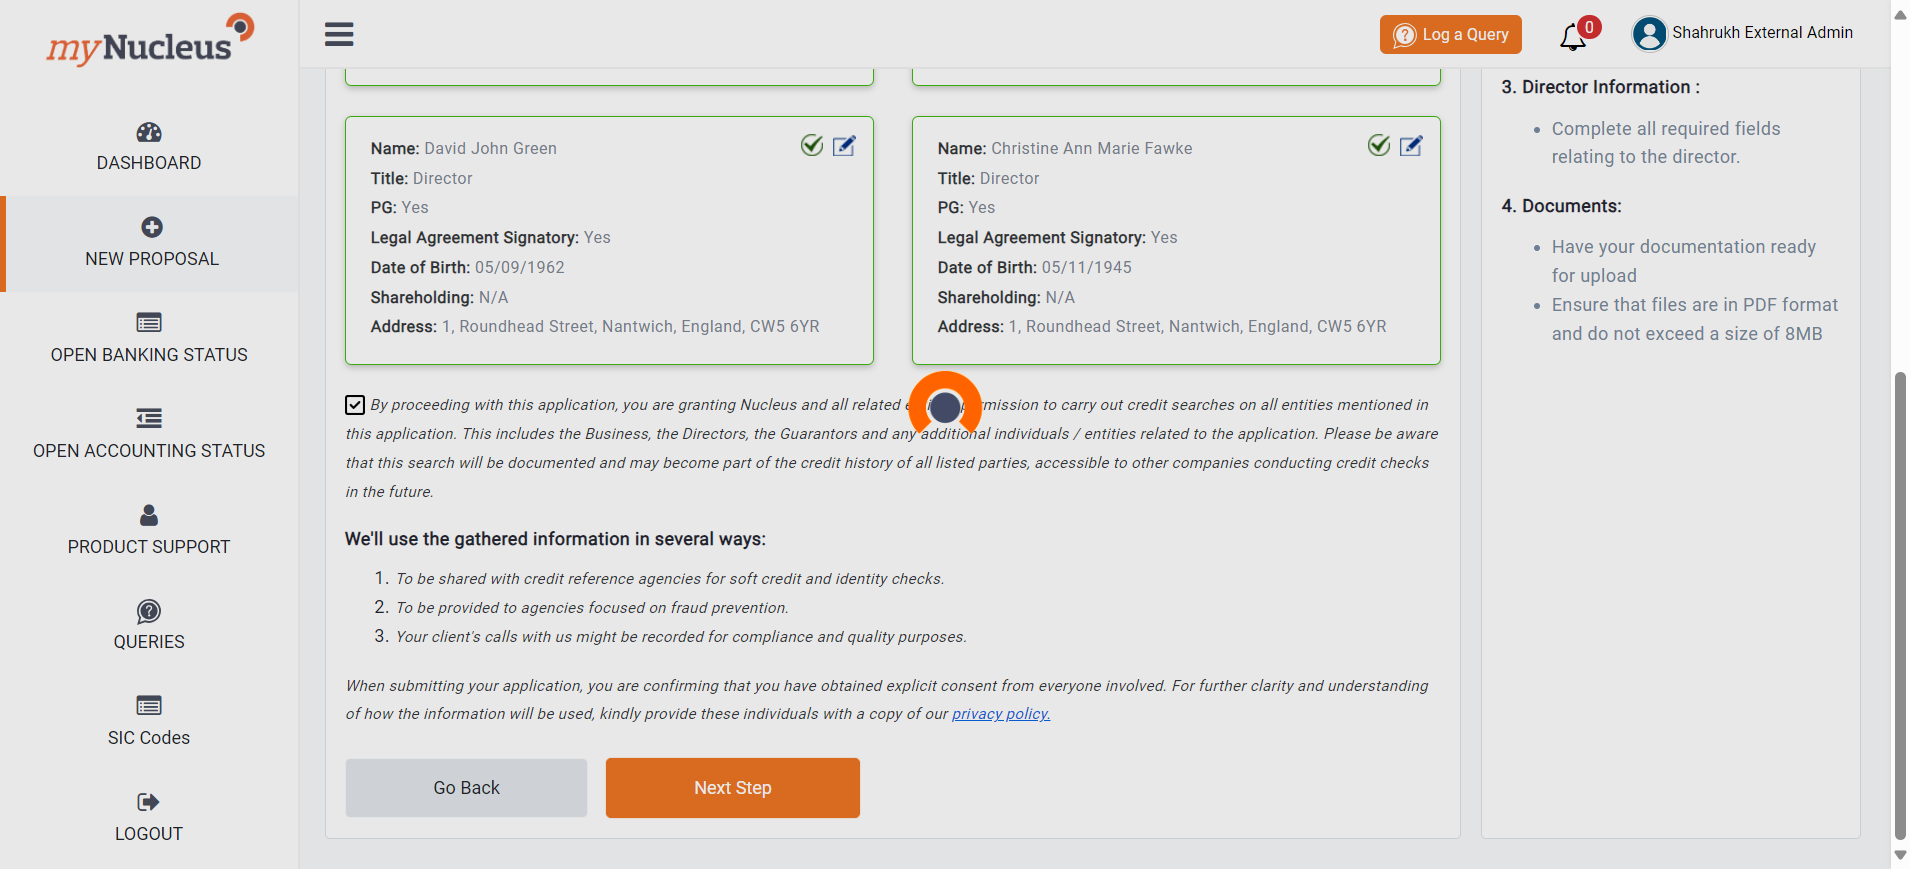 myNucleus
Log a Query
0
Shahrukh External Admin
DASHBOARD
NEW PROPOSAL
OPEN BANKING STATUS
OPEN ACCOUNTING STATUS
PRODUCT SUPPORT
QUERIES
SIC Codes
LOGOUT
Name: David John Green
Title: Director
PG: Yes
Legal Agreement Signatory: Yes
Date of Birth: 05/09/1962
Shareholding: N/A
Address: 1, Roundhead Street, Nantwich, England, CW5 6YR
Name: Christine Ann Marie Fawke
Title: Director
PG: Yes
Legal Agreement Signatory: Yes
Date of Birth: 05/11/1945
Shareholding: N/A
Address: 1, Roundhead Street, Nantwich, England, CW5 6YR
By proceeding with this application, you are granting Nucleus and all related to carry out credit searches on all entities mentioned in
this application. This includes the Business, the Directors, the Guarantors and any additional individuals / entities related to the application. Please be aware
that this search will be documented and may become part of the credit history of all listed parties, accessible to other companies conducting credit checks
in the future.
We'll use the gathered information in several ways:
1. To be shared with credit reference agencies for soft credit and identity checks.
2. To be provided to agencies focused on fraud prevention.
3. Your client's calls with us might be recorded for compliance and quality purposes.
When submitting your application, you are confirming that you have obtained explicit consent from everyone involved. For further clarity and understanding
of how the information will be used, kindly provide these individuals with a copy of our privacy policy.
Go Back
Next Step
3. Director Information :
• Complete all required fields
relating to the director.
4. Documents:
• Have your documentation ready
for upload
• Ensure that files are in PDF format
and do not exceed a size of 8MB